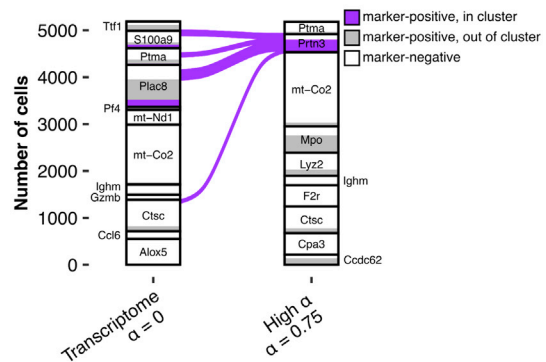 marker-positive, in cluster
marker-positive, out of cluster
marker-negative
Number of cells
5000
4000
3000
2000
1000
0
Ttf1
S100a9
Ptma
Plac8
Pf4
mt-Nd1
mt-Co2
Ighm
Gzmb
Ctsc
Ccl6
Alox5
Ptma
Prtn3
mt-Co2
Mpo
Lyz2
Ighm
F2r
Ctsc
Cpa3
Ccdc62
Transcriptome
α = 0
High α
α = 0.75